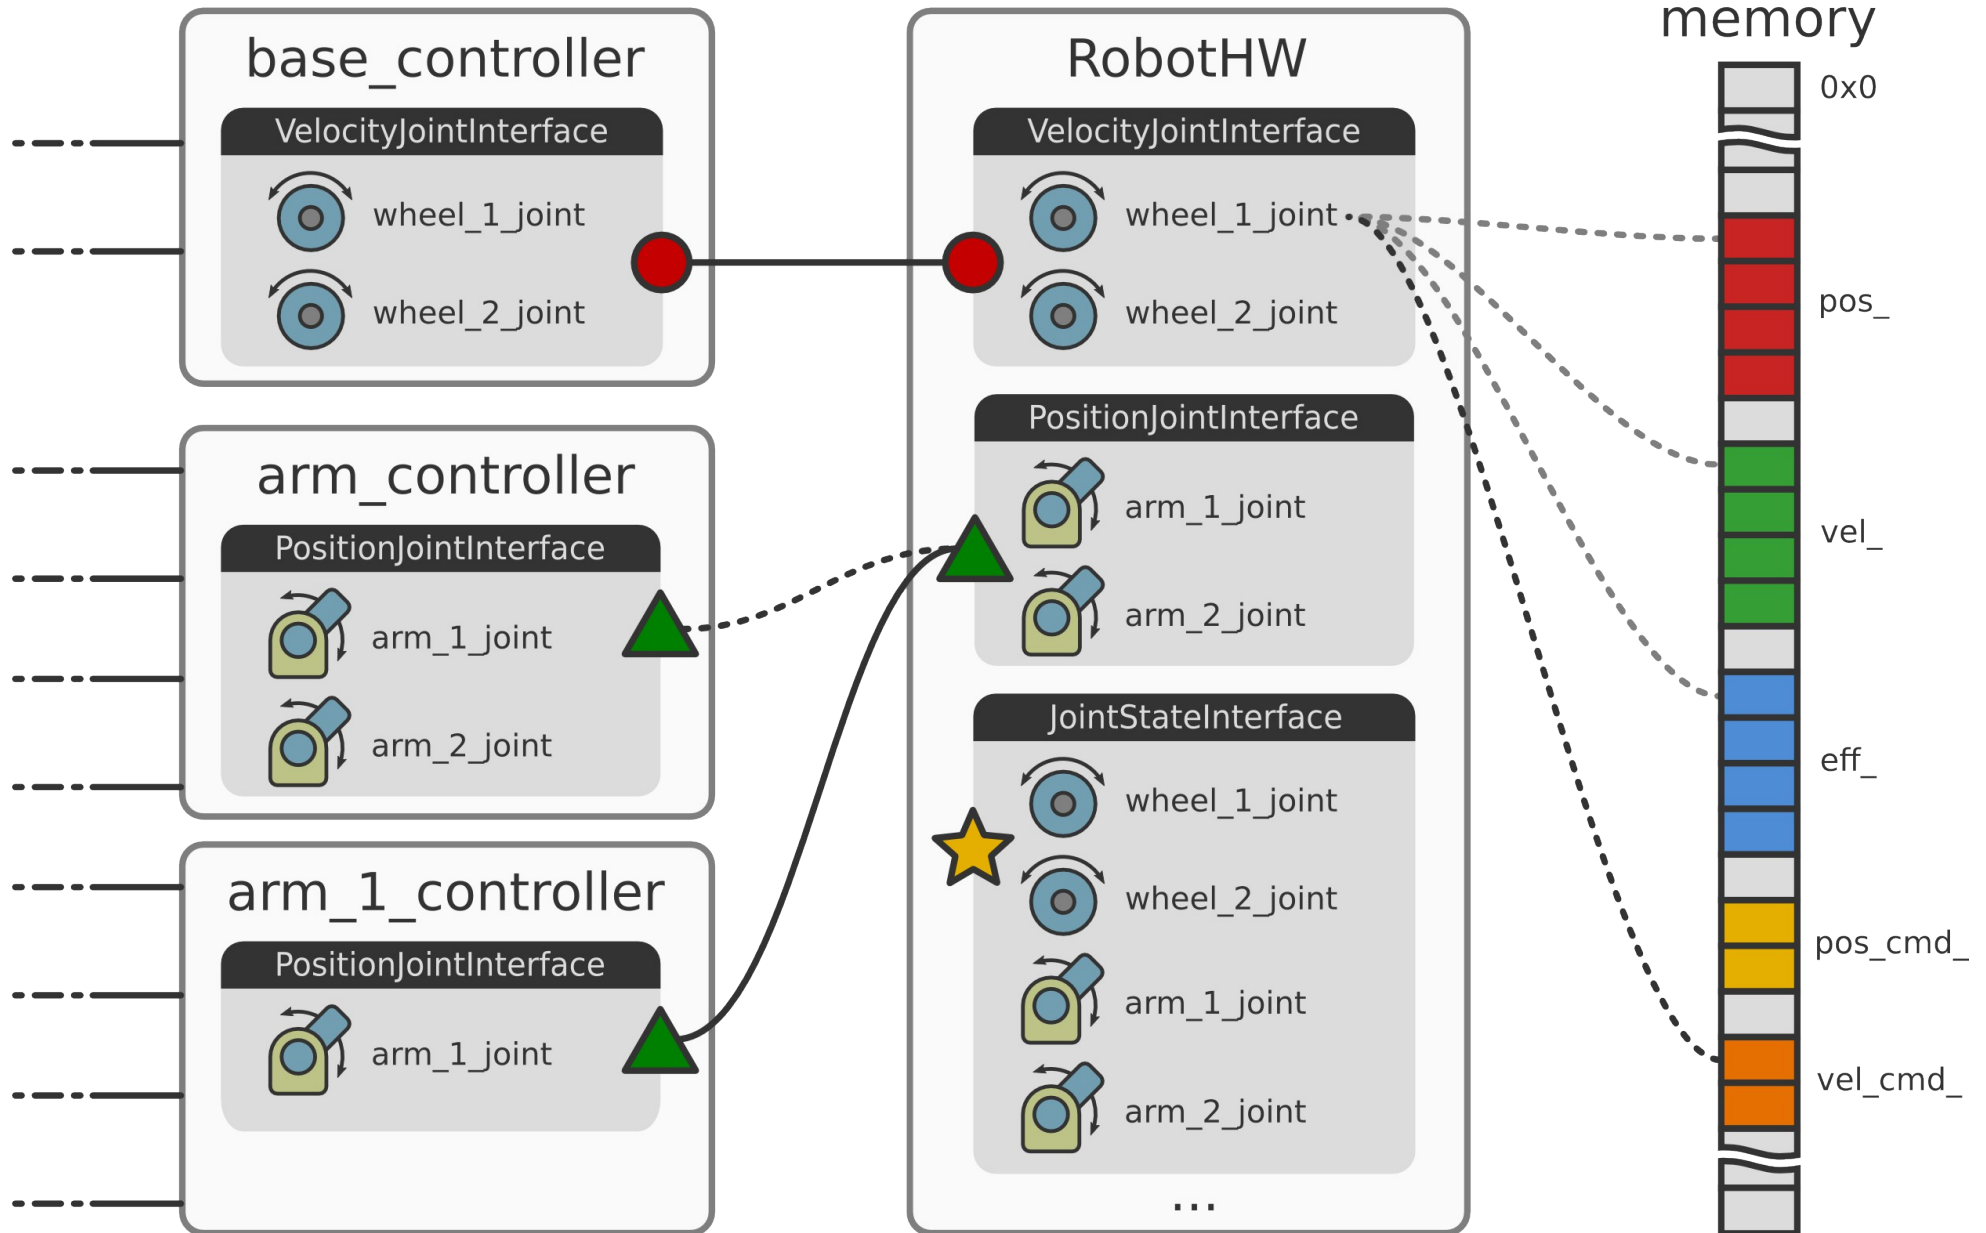 base_controller
VelocityJointInterface
wheel_1_joint
wheel_2_joint
arm_controller
PositionJointInterface
arm_1_joint
arm_2_joint
arm_1_controller
PositionJointInterface
arm_1_joint
RobotHW
VelocityJointInterface
wheel_1_joint
wheel_2_joint
PositionJointInterface
arm_1_joint
arm_2_joint
JointStateInterface
wheel_1_joint
wheel_2_joint
arm_1_joint
arm_2_joint
...
memory
0x0
pos_
vel_
eff_
pos_cmd_
vel_cmd_